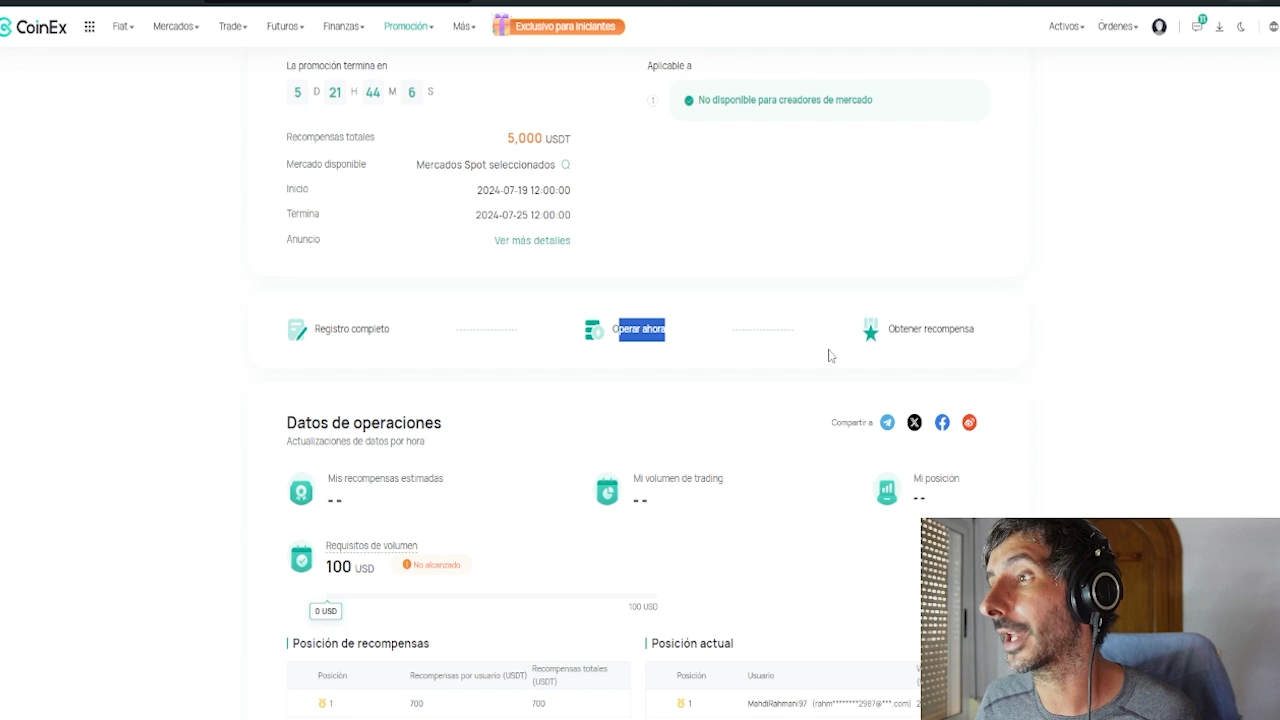 CoinEx
Fiat Mercados Trade Futuros Finanzas Promoción Más Exclusivo para Iniciantes Activos Órdenes
La promoción termina en
5 D 21 H 44 M 6 S
Aplicable a
1 No disponible para creadores de mercado
Recompensas totales 5,000 USDT
Mercado disponible Mercados Spot seleccionados
Inicio 2024-07-19 12:00:00
Termina 2024-07-25 12:00:00
Anuncio Ver más detalles
Registro completo Operar ahora Obtener recompensa
Datos de operaciones
Actualizaciones de datos por hora
Compartir a
Mis recompensas estimadas Mi volumen de trading Mi posición
-- -- --
Requisitos de volumen
100 USD No alcanzado
0 USD 100 USD
Posición de recompensas Posición actual
Posición Recompensas por usuario (USDT) Recompensas totales (USDT) Posición Usuario
1 700 700 1 MahdiRahmani97 (rahm********2987@***.com)